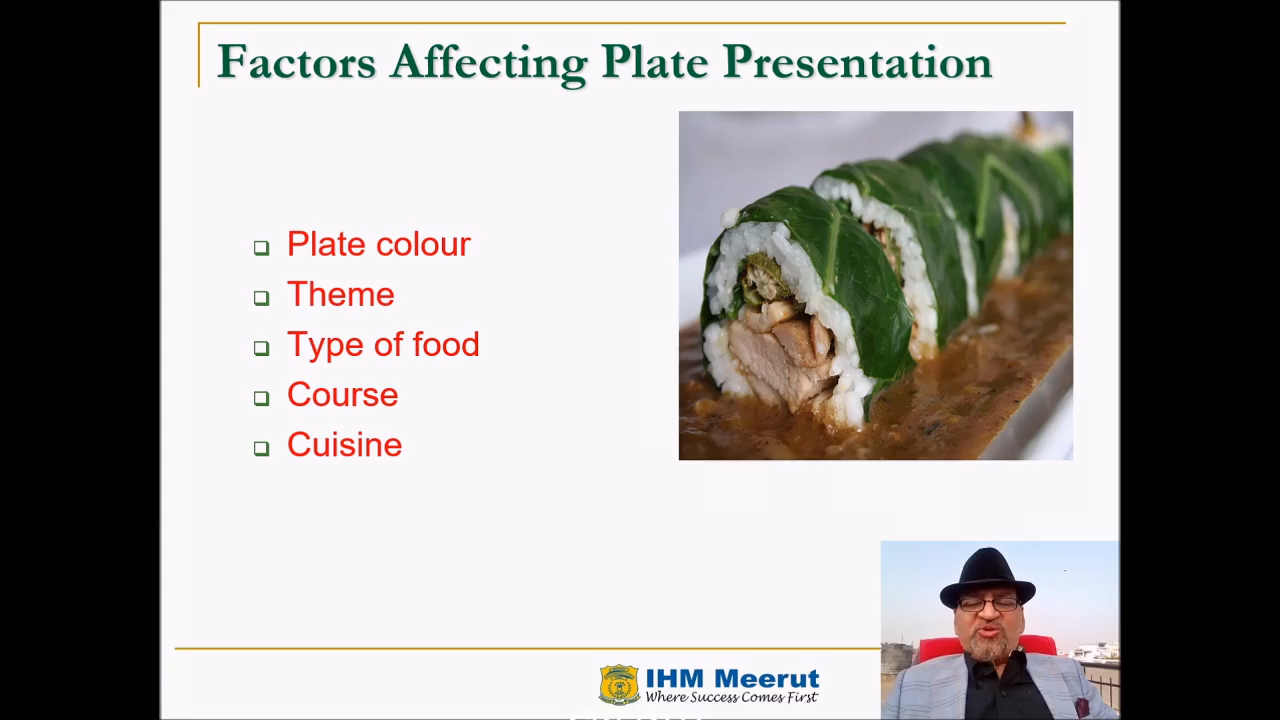 Factors Affecting Plate Presentation
Plate colour
Theme
Type of food
Course
Cuisine
IHM Meerut
Where Success Comes First